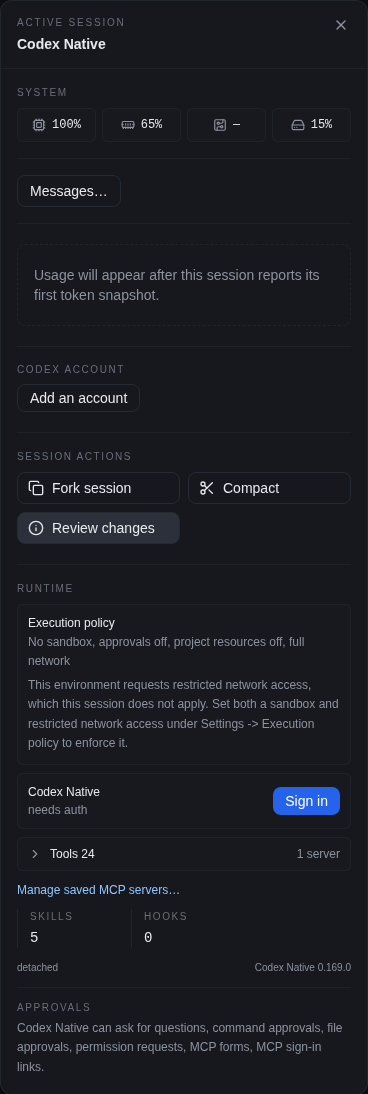 ACTIVE SESSION
Codex Native
SYSTEM
100% 65% – 15%
Messages…
Usage will appear after this session reports its
first token snapshot.
CODEX ACCOUNT
Add an account
SESSION ACTIONS
Fork session
Compact
Review changes
RUNTIME
Execution policy
No sandbox, approvals off, project resources off, full
network
This environment requests restricted network access,
which this session does not apply. Set both a sandbox and
restricted network access under Settings -> Execution
policy to enforce it.
Codex Native
needs auth
Sign in
Tools 24
1 server
Manage saved MCP servers…
SKILLS
5
HOOKS
0
detached
Codex Native 0.169.0
APPROVALS
Codex Native can ask for questions, command approvals, file
approvals, permission requests, MCP forms, MCP sign-in
links.